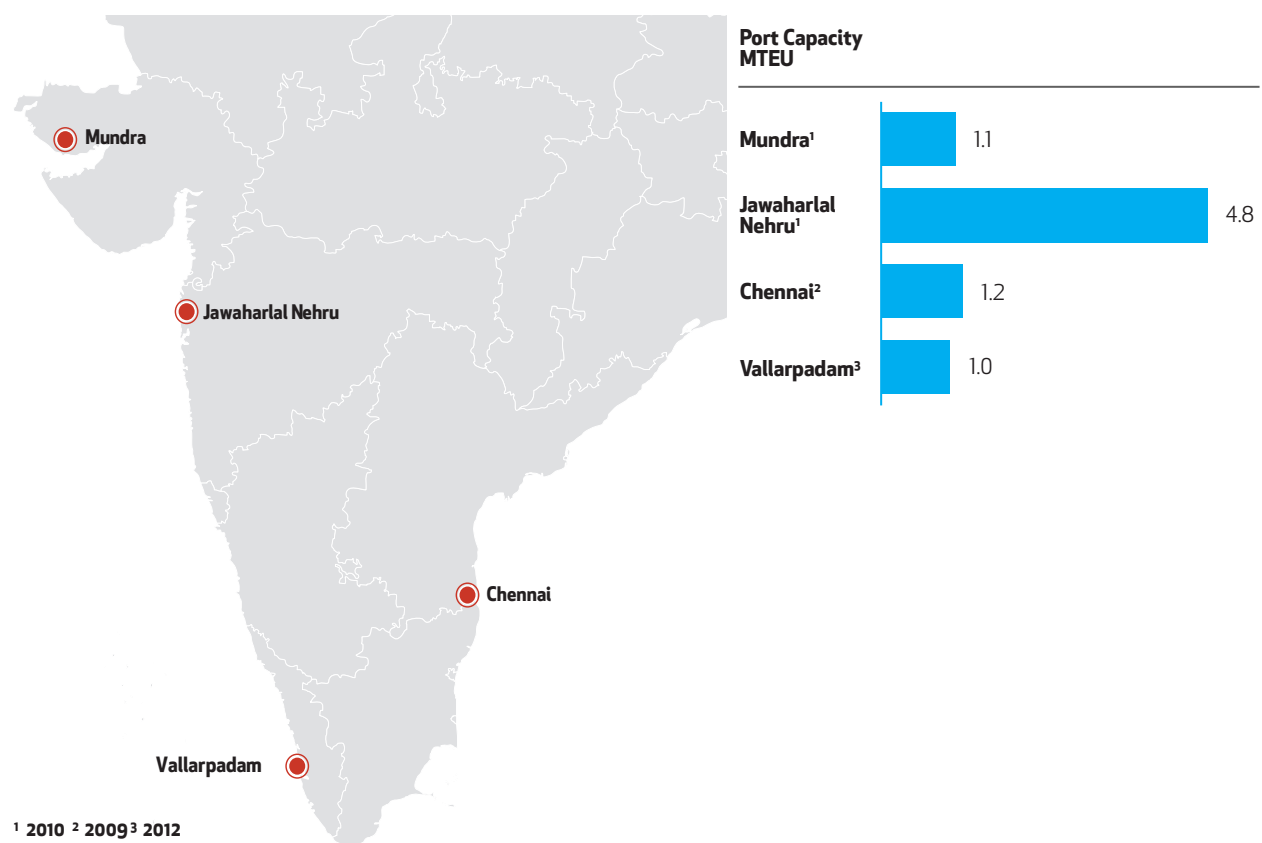 Port Capacity
MTEU
Mundra
Jawaharlal Nehru
Chennai
Vallarpadam
Mundra¹ 1.1
Jawaharlal
Nehru¹ 4.8
Chennai² 1.2
Vallarpadam³ 1.0
¹ 2010 ² 2009 ³ 2012